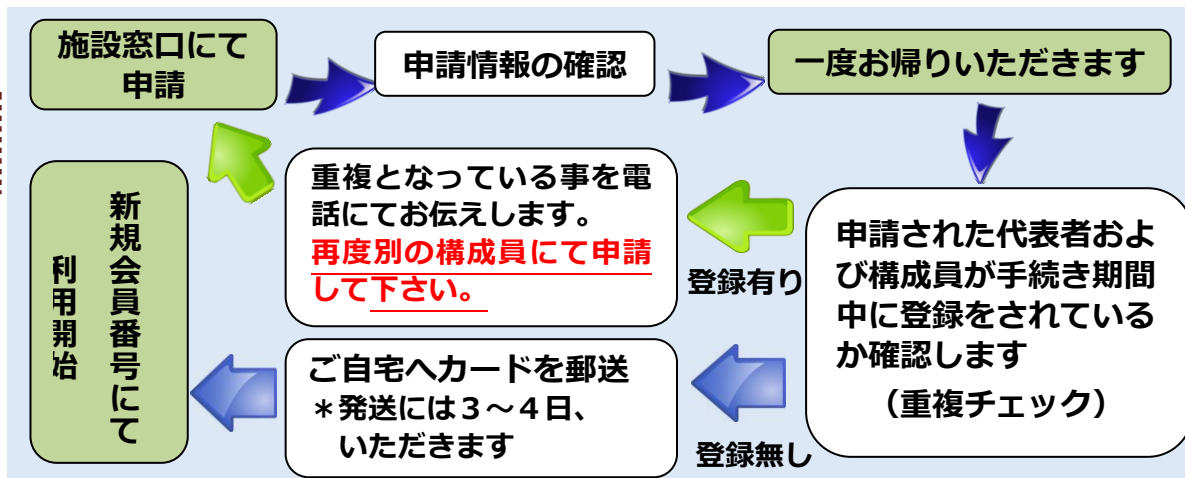 施設窓口にて
申請
申請情報の確認
一度お帰りいただきます
申請された代表者およ
び構成員が手続き期間
中に登録をされている
か確認します
（重複チェック）
登録有り
重複となっている事を電
話にてお伝えします。
再度別の構成員にて申請
して下さい。
登録無し
ご自宅へカードを郵送
＊発送には３～４日、
いただきます
新規会員番号にて
利用開始